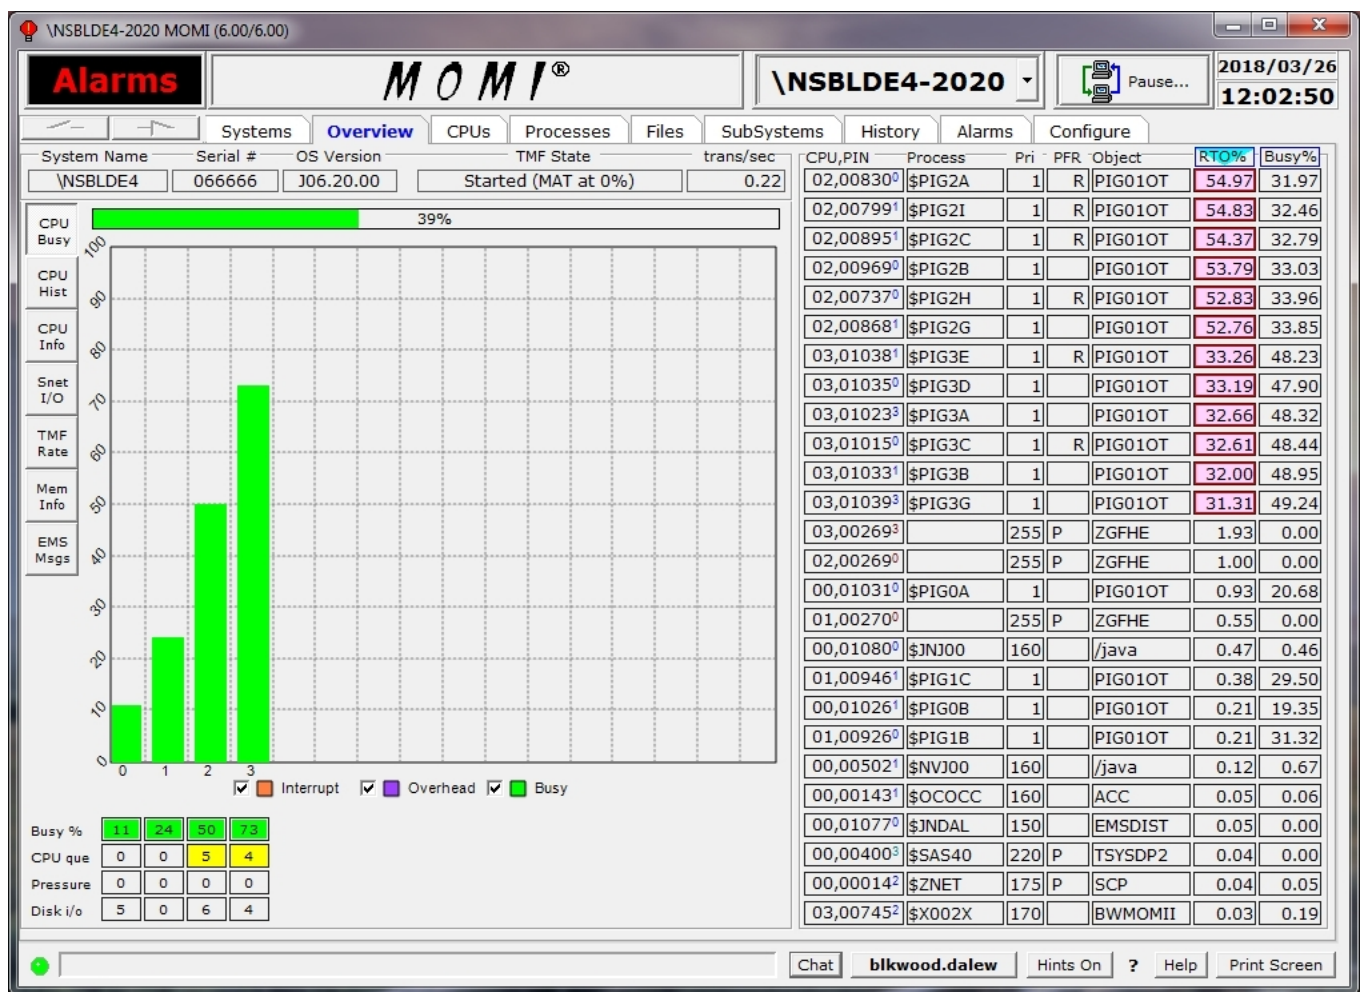 \NSBLDE4-2020 MOMI (6.00/6.00)
Alarms MOMI® \NSBLDE4-2020 Pause... 2018/03/26
12:02:50
Systems Overview CPUs Processes Files SubSystems History Alarms Configure
System Name Serial # OS Version TMF State trans/sec
\NSBLDE4 066666 J06.20.00 Started (MAT at 0%) 0.22
CPU Busy
CPU Hist
CPU Info
Snet I/O
TMF Rate
Mem Info
EMS Msgs
39%
100
90
80
70
60
50
40
30
20
10
0
0 1 2 3
Interrupt Overhead Busy
Busy % 11 24 50 73
CPU que 0 0 5 4
Pressure 0 0 0 0
Disk i/o 5 0 6 4
CPU,PIN Process Pri PFR Object RTO% Busy%
02,00830⁰ $PIG2A 1 R PIG01OT 54.97 31.97
02,00799¹ $PIG2I 1 R PIG01OT 54.83 32.46
02,00895¹ $PIG2C 1 R PIG01OT 54.37 32.79
02,00969⁰ $PIG2B 1 PIG01OT 53.79 33.03
02,00737⁰ $PIG2H 1 R PIG01OT 52.83 33.96
02,00868¹ $PIG2G 1 PIG01OT 52.76 33.85
03,01038¹ $PIG3E 1 R PIG01OT 33.26 48.23
03,01035⁰ $PIG3D 1 PIG01OT 33.19 47.90
03,01023³ $PIG3A 1 PIG01OT 32.66 48.32
03,01015⁰ $PIG3C 1 R PIG01OT 32.61 48.44
03,01033¹ $PIG3B 1 PIG01OT 32.00 48.95
03,01039³ $PIG3G 1 PIG01OT 31.31 49.24
03,00269³ 255 P ZGFHE 1.93 0.00
02,00269⁰ 255 P ZGFHE 1.00 0.00
00,01031⁰ $PIG0A 1 PIG01OT 0.93 20.68
01,00270⁰ 255 P ZGFHE 0.55 0.00
00,01080⁰ $JNJ00 160 /java 0.47 0.46
01,00946¹ $PIG1C 1 PIG01OT 0.38 29.50
00,01026¹ $PIG0B 1 PIG01OT 0.21 19.35
01,00926⁰ $PIG1B 1 PIG01OT 0.21 31.32
00,00502¹ $NVJ00 160 /java 0.12 0.67
00,00143¹ $OCOCC 160 ACC 0.05 0.06
00,01077⁰ $JNDAL 150 EMSDIST 0.05 0.00
00,00400³ $SAS40 220 P TSYSDP2 0.04 0.00
00,00014² $ZNET 175 P SCP 0.04 0.05
03,00745² $X002X 170 BWMOMII 0.03 0.19
Chat blkwood.dalew Hints On ? Help Print Screen